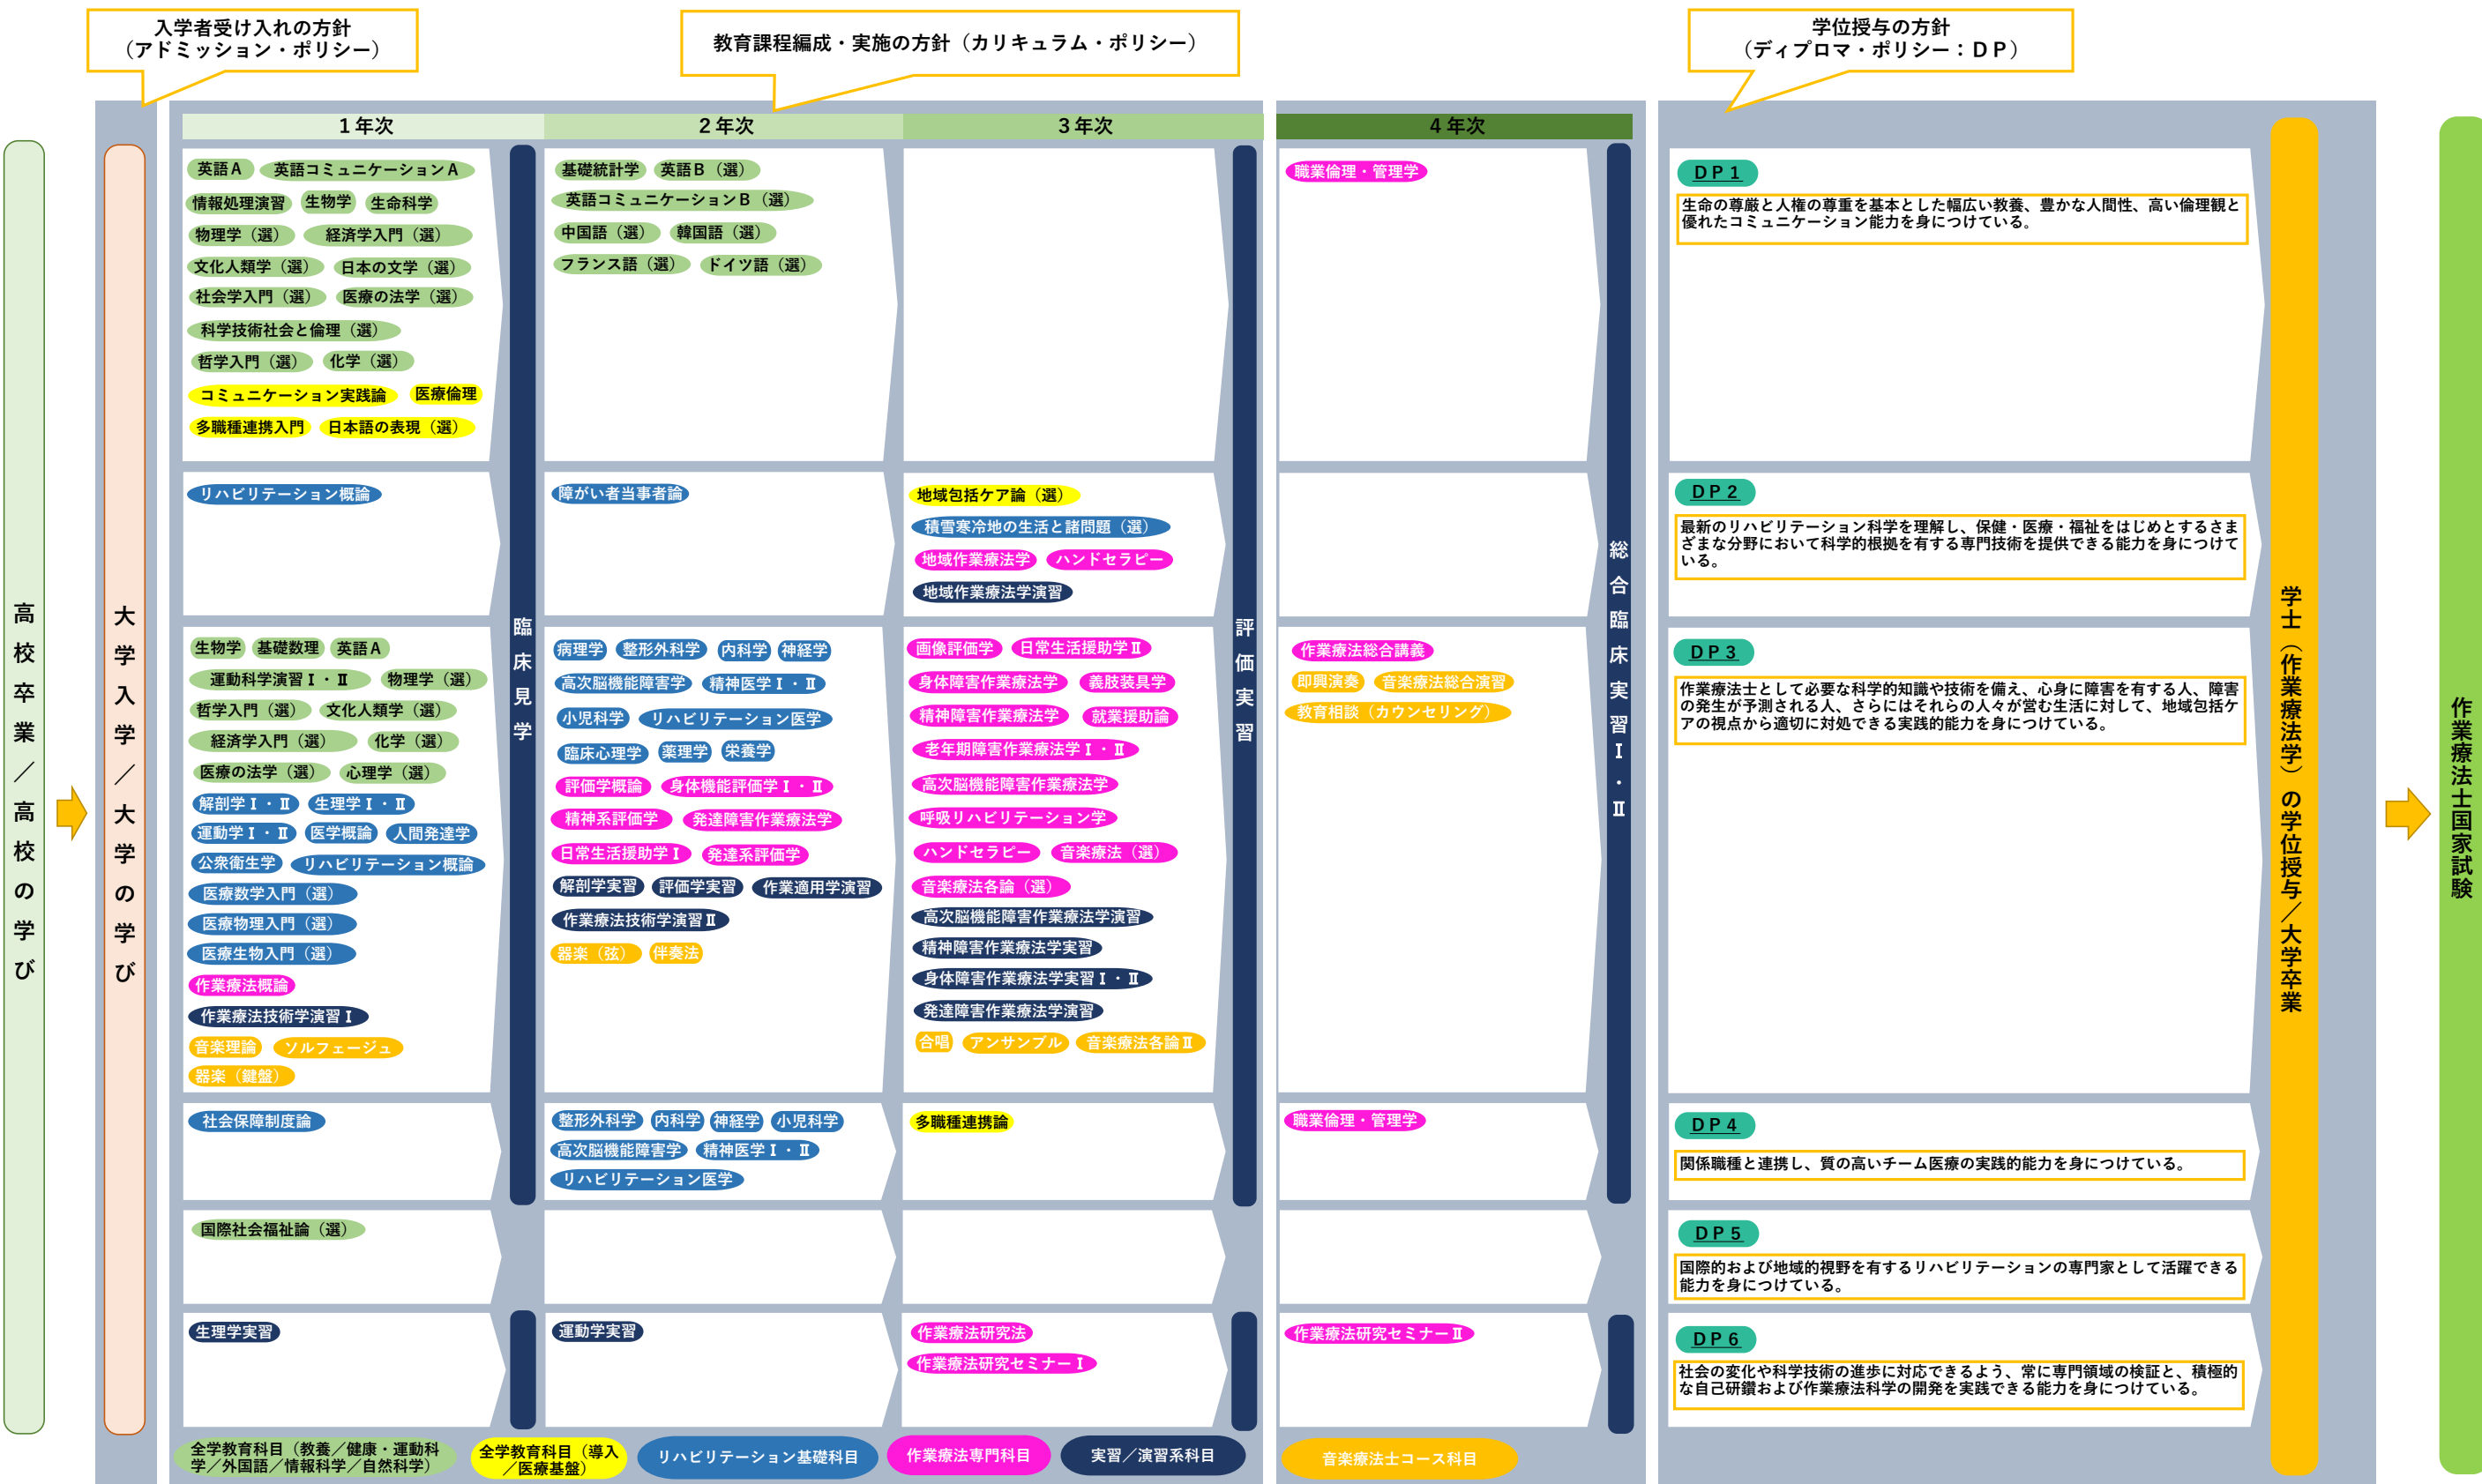 入学者受け入れの方針
（アドミッション・ポリシー）
教育課程編成・実施の方針（カリキュラム・ポリシー）
学位授与の方針
（ディプロマ・ポリシー：ＤＰ）
高校卒業／高校の学び
大学入学／大学の学び
１年次
２年次
３年次
４年次
英語Ａ 英語コミュニケーションＡ
情報処理演習 生物学 生命科学
物理学（選） 経済学入門（選）
文化人類学（選） 日本の文学（選）
社会学入門（選） 医療の法学（選）
科学技術社会と倫理（選）
哲学入門（選） 化学（選）
コミュニケーション実践論 医療倫理
多職種連携入門 日本語の表現（選）
基礎統計学 英語Ｂ（選）
英語コミュニケーションＢ（選）
中国語（選） 韓国語（選）
フランス語（選） ドイツ語（選）
職業倫理・管理学
ＤＰ１
生命の尊厳と人権の尊重を基本とした幅広い教養、豊かな人間性、高い倫理観と
優れたコミュニケーション能力を身につけている。
リハビリテーション概論
障がい者当事者論
地域包括ケア論（選）
積雪寒冷地の生活と諸問題（選）
地域作業療法学 ハンドセラピー
地域作業療法学演習
ＤＰ２
最新のリハビリテーション科学を理解し、保健・医療・福祉をはじめとするさま
ざまな分野において科学的根拠を有する専門技術を提供できる能力を身につけて
いる。
生物学 基礎数理 英語Ａ
運動科学演習Ⅰ・Ⅱ 物理学（選）
哲学入門（選） 文化人類学（選）
経済学入門（選） 化学（選）
医療の法学（選） 心理学（選）
解剖学Ⅰ・Ⅱ 生理学Ⅰ・Ⅱ
運動学Ⅰ・Ⅱ 医学概論 人間発達学
公衆衛生学 リハビリテーション概論
医療数学入門（選）
医療物理入門（選）
医療生物入門（選）
作業療法概論
作業療法技術学演習Ⅰ
音楽理論 ソルフェージュ
器楽（鍵盤）
臨床見学
病理学 整形外科学 内科学 神経学
高次脳機能障害学 精神医学Ⅰ・Ⅱ
小児科学 リハビリテーション医学
臨床心理学 薬理学 栄養学
評価学概論 身体機能評価学Ⅰ・Ⅱ
精神系評価学 発達障害作業療法学
日常生活援助学Ⅰ 発達系評価学
解剖学実習 評価学実習 作業適用学演習
作業療法技術学演習Ⅱ
器楽（弦） 伴奏法
画像評価学 日常生活援助学Ⅱ
身体障害作業療法学 義肢装具学
精神障害作業療法学 就業援助論
老年期障害作業療法学Ⅰ・Ⅱ
高次脳機能障害作業療法学
呼吸リハビリテーション学
ハンドセラピー 音楽療法（選）
音楽療法各論（選）
高次脳機能障害作業療法学演習
精神障害作業療法学実習
身体障害作業療法学実習Ⅰ・Ⅱ
発達障害作業療法学演習
合唱 アンサンブル 音楽療法各論Ⅱ
評価実習
作業療法総合講義
即興演奏 音楽療法総合演習
教育相談（カウンセリング）
総合臨床実習Ⅰ・Ⅱ
ＤＰ３
作業療法士として必要な科学的知識や技術を備え、心身に障害を有する人、障害
の発生が予測される人、さらにはそれらの人々が営む生活に対して、地域包括ケ
アの視点から適切に対処できる実践的能力を身につけている。
学士（作業療法学）の学位授与／大学卒業
作業療法士国家試験
社会保障制度論
整形外科学 内科学 神経学 小児科学
高次脳機能障害学 精神医学Ⅰ・Ⅱ
リハビリテーション医学
多職種連携論
職業倫理・管理学
ＤＰ４
関係職種と連携し、質の高いチーム医療の実践的能力を身につけている。
国際社会福祉論（選）
ＤＰ５
国際的および地域的視野を有するリハビリテーションの専門家として活躍できる
能力を身につけている。
生理学実習
運動学実習
作業療法研究法
作業療法研究セミナーⅠ
作業療法研究セミナーⅡ
ＤＰ６
社会の変化や科学技術の進歩に対応できるよう、常に専門領域の検証と、積極的
な自己研鑽および作業療法科学の開発を実践できる能力を身につけている。
全学教育科目（教養／健康・運動科
学／外国語／情報科学／自然科学）
全学教育科目（導入
／医療基盤）
リハビリテーション基礎科目
作業療法専門科目
実習／演習系科目
音楽療法士コース科目